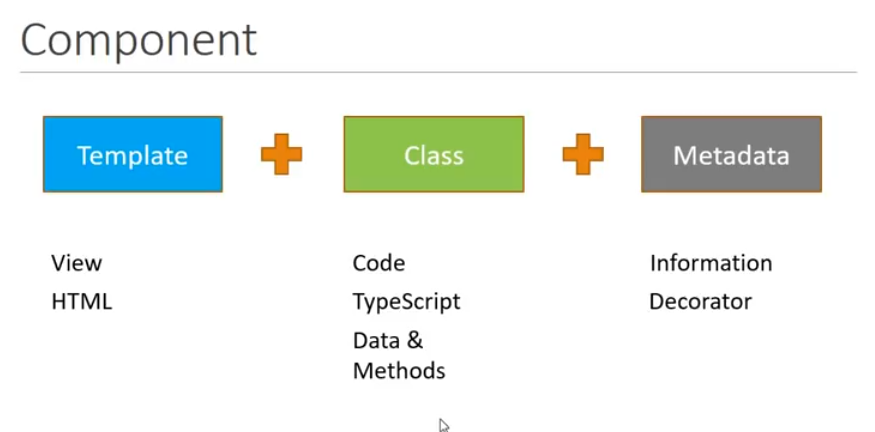 Component
Template
Class
Metadata
View
HTML
Code
TypeScript
Data &
Methods
Information
Decorator